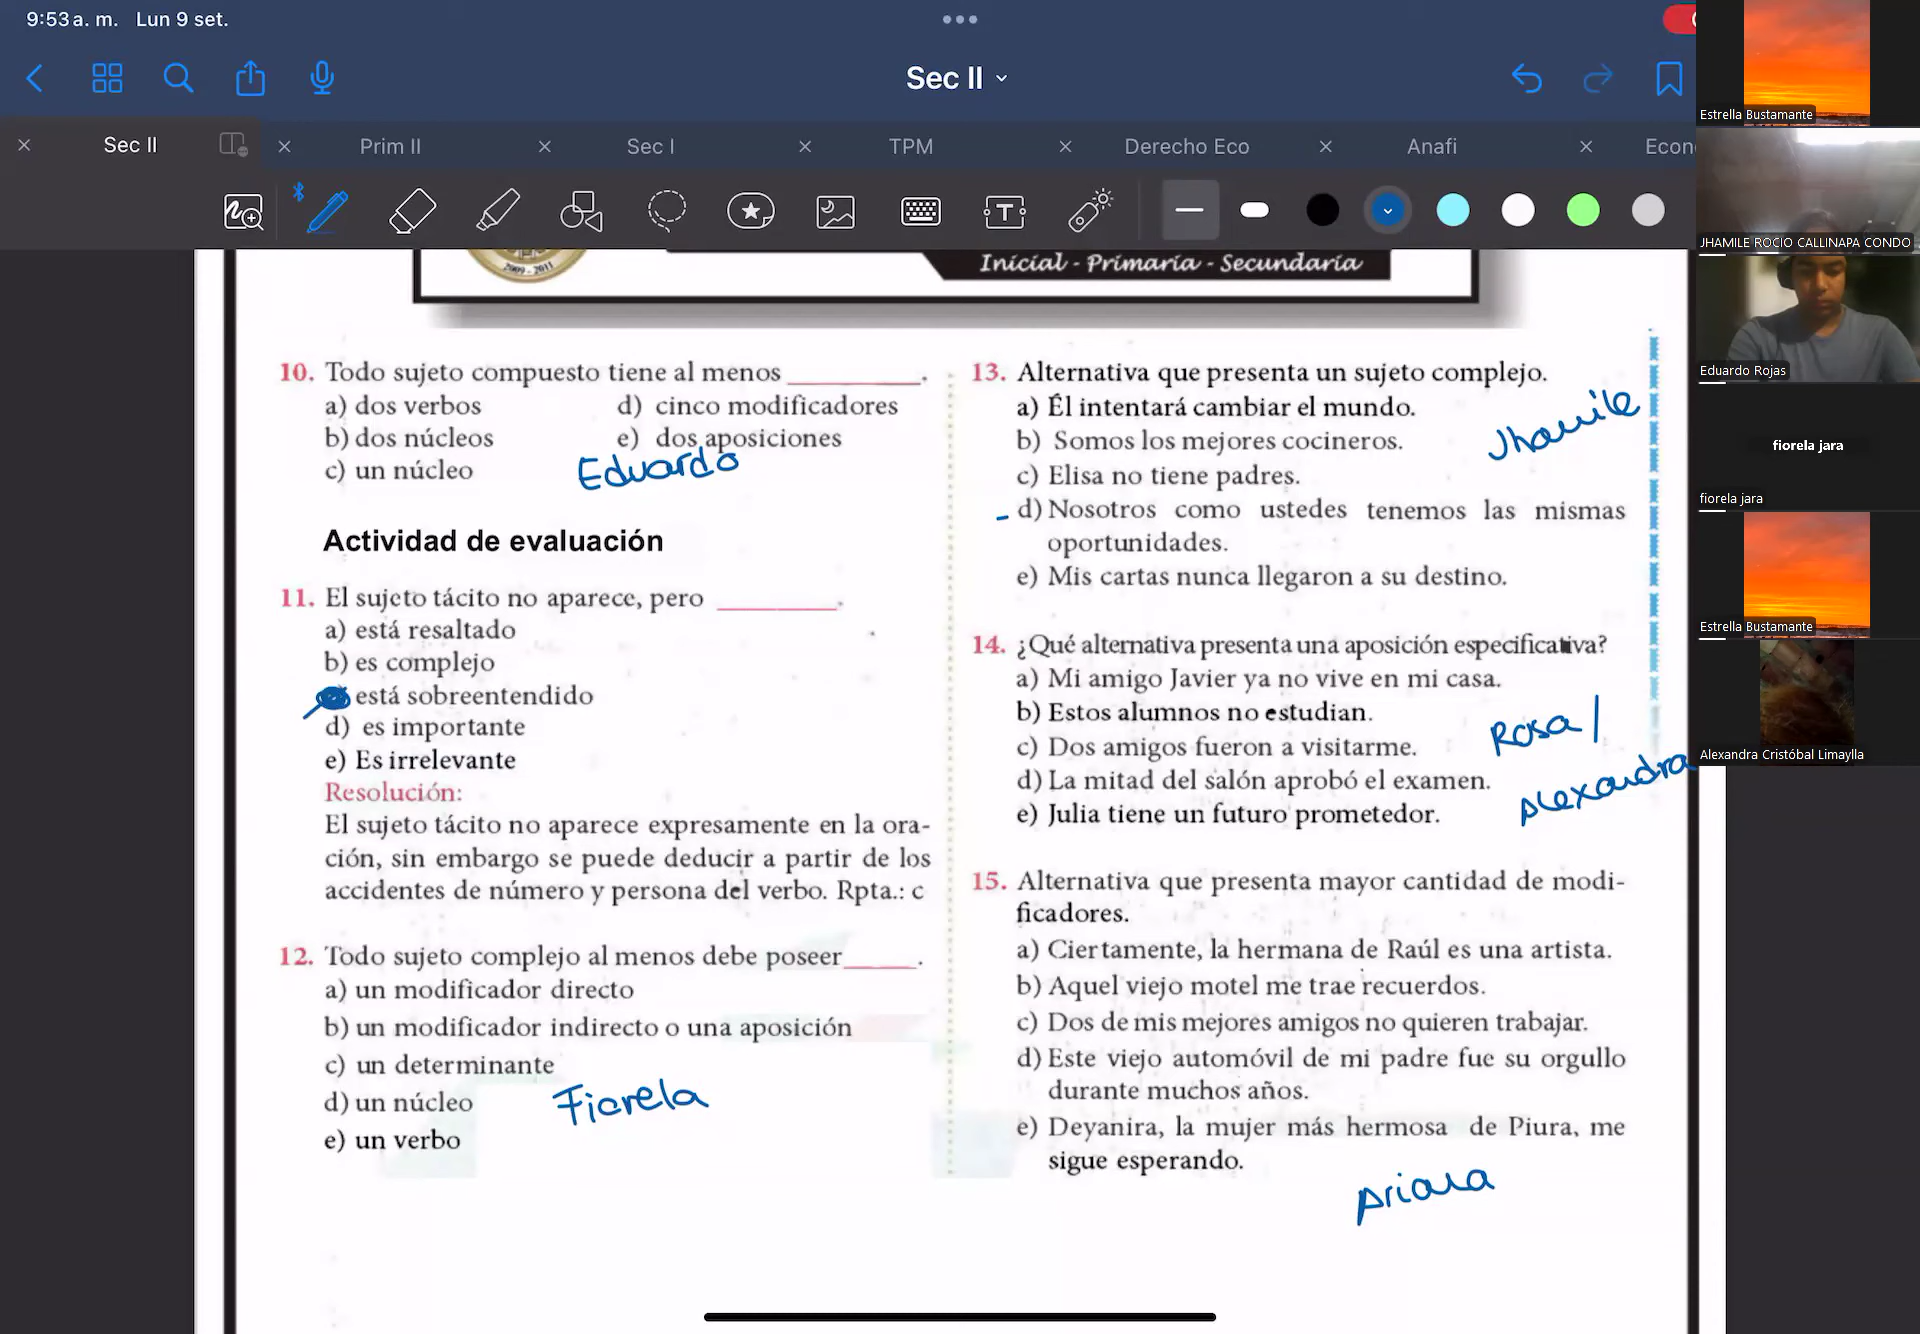 9:53 a. m. Lun 9 set.
Sec II
Sec II
Prim II
Sec I
TPM
Derecho Eco
Anafi
Econ
Estrella Bustamante
JHAMILE ROCIO CALLINAPA CONDO
Eduardo Rojas
fiorela jara
fiorela jara
Estrella Bustamante
Alexandra Cristóbal Limaylla
2009 - 2011
Inicial - Primaria - Secundaria
10. Todo sujeto compuesto tiene al menos __________.
a) dos verbos
d) cinco modificadores
b) dos núcleos
e) dos aposiciones
c) un núcleo
Eduardo
Actividad de evaluación
11. El sujeto tácito no aparece, pero _________.
a) está resaltado
b) es complejo
está sobreentendido
d) es importante
e) Es irrelevante
Resolución:
El sujeto tácito no aparece expresamente en la ora-
ción, sin embargo se puede deducir a partir de los
accidentes de número y persona del verbo. Rpta.: c
12. Todo sujeto complejo al menos debe poseer_____.
a) un modificador directo
b) un modificador indirecto o una aposición
c) un determinante
d) un núcleo
e) un verbo
Fiorela
13. Alternativa que presenta un sujeto complejo.
a) Él intentará cambiar el mundo.
b) Somos los mejores cocineros.
c) Elisa no tiene padres.
d) Nosotros como ustedes tenemos las mismas
oportunidades.
e) Mis cartas nunca llegaron a su destino.
Jhamile
14. ¿Qué alternativa presenta una aposición especificativa?
a) Mi amigo Javier ya no vive en mi casa.
b) Estos alumnos no estudian.
c) Dos amigos fueron a visitarme.
d) La mitad del salón aprobó el examen.
e) Julia tiene un futuro prometedor.
Rosa /
Alexandra
15. Alternativa que presenta mayor cantidad de modi-
ficadores.
a) Ciertamente, la hermana de Raúl es una artista.
b) Aquel viejo motel me trae recuerdos.
c) Dos de mis mejores amigos no quieren trabajar.
d) Este viejo automóvil de mi padre fue su orgullo
durante muchos años.
e) Deyanira, la mujer más hermosa de Piura, me
sigue esperando.
Ariana